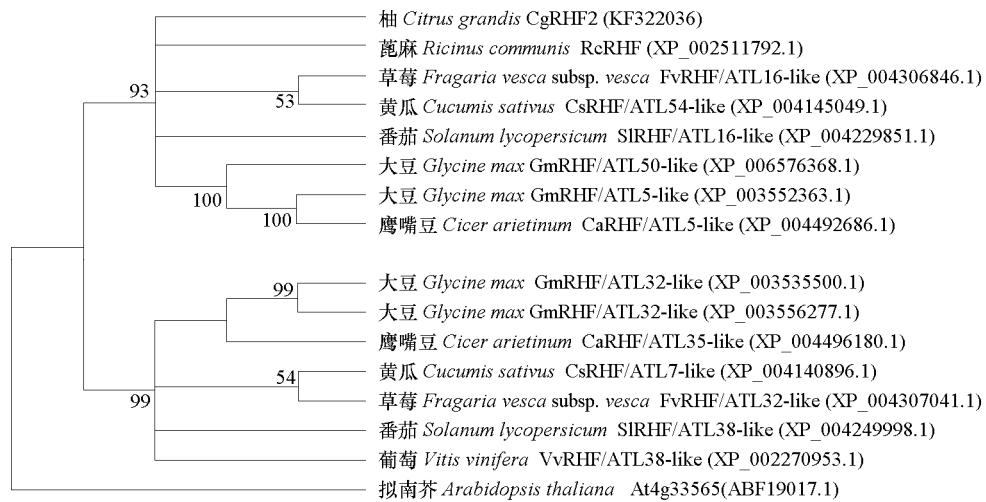 柚 Citrus grandis CgRHF2 (KF322036)
蓖麻 Ricinus communis RcRHF (XP_002511792.1)
草莓 Fragaria vesca subsp. vesca FvRHF/ATL16-like (XP_004306846.1)
93
53
黄瓜 Cucumis sativus CsRHF/ATL54-like (XP_004145049.1)
番茄 Solanum lycopersicum SlRHF/ATL16-like (XP_004229851.1)
大豆 Glycine max GmRHF/ATL50-like (XP_006576368.1)
大豆 Glycine max GmRHF/ATL5-like (XP_003552363.1)
100
100
鹰嘴豆 Cicer arietinum CaRHF/ATL5-like (XP_004492686.1)
大豆 Glycine max GmRHF/ATL32-like (XP_003535500.1)
99
大豆 Glycine max GmRHF/ATL32-like (XP_003556277.1)
鹰嘴豆 Cicer arietinum CaRHF/ATL35-like (XP_004496180.1)
黄瓜 Cucumis sativus CsRHF/ATL7-like (XP_004140896.1)
54
99
草莓 Fragaria vesca subsp. vesca FvRHF/ATL32-like (XP_004307041.1)
番茄 Solanum lycopersicum SlRHF/ATL38-like (XP_004249998.1)
葡萄 Vitis vinifera VvRHF/ATL38-like (XP_002270953.1)
拟南芥 Arabidopsis thaliana At4g33565(ABF19017.1)